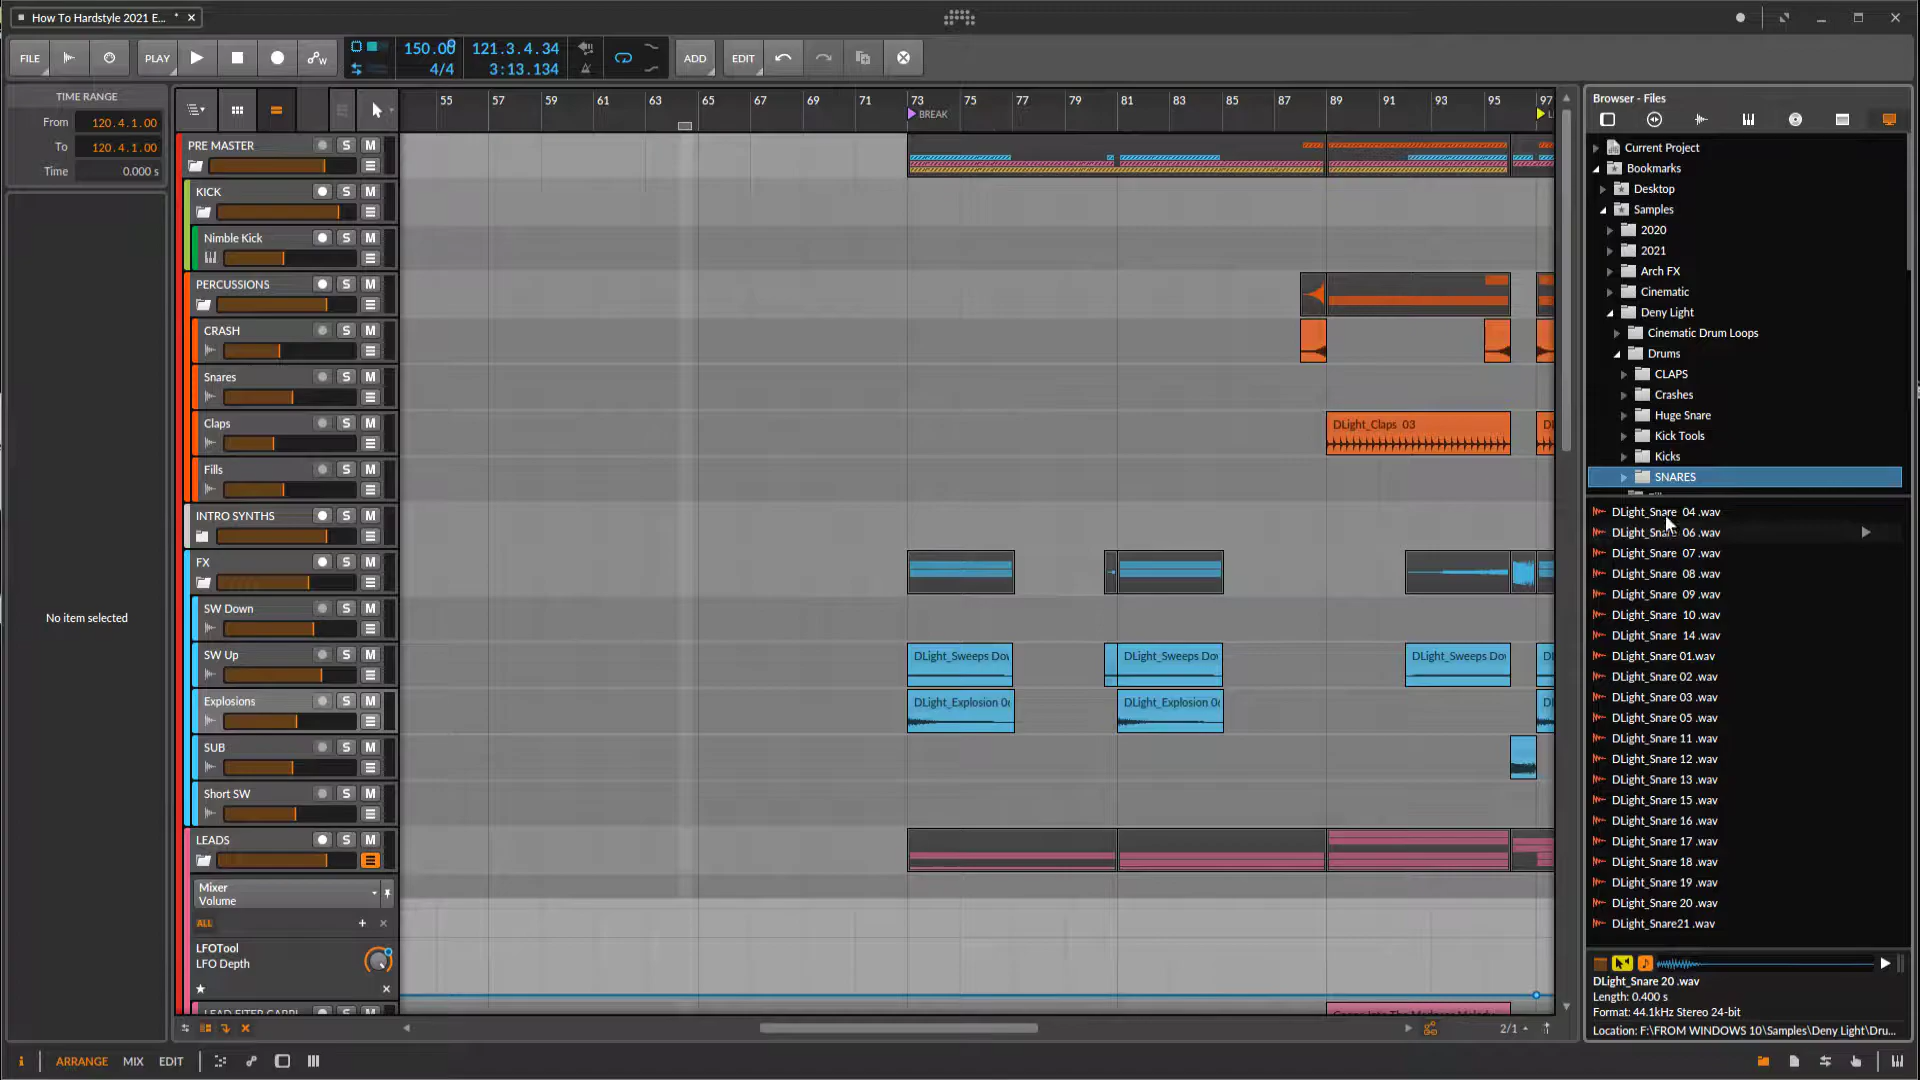 How To Hardstyle 2021 E... *
FILE
PLAY
150.00
4/4
121.3.4.34
3:13.134
ADD
EDIT
TIME RANGE
From 120.4.1.00
To 120.4.1.00
Time 0.000 s
No item selected
55 57 59 61 63 65 67 69 71 73 75 77 79 81 83 85 87 89 91 93 95 97
BREAK
PRE MASTER S M
KICK S M
Nimble Kick S M
PERCUSSIONS S M
CRASH S M
Snares S M
Claps S M
DLight_Claps 03
Fills S M
INTRO SYNTHS S M
FX S M
SW Down S M
SW Up S M
DLight_Sweeps Do
DLight_Sweeps Do
DLight_Sweeps Do
Explosions S M
DLight_Explosion 0
DLight_Explosion 0
SUB S M
Short SW S M
LEADS S M
Mixer
Volume
ALL
LFOTool
LFO Depth
2/1
ARRANGE
MIX
EDIT
Browser - Files
Current Project
Bookmarks
Desktop
Samples
2020
2021
Arch FX
Cinematic
Deny Light
Cinematic Drum Loops
Drums
CLAPS
Crashes
Huge Snare
Kick Tools
Kicks
SNARES
DLight_Snare 04 .wav
DLight_Snare 06 .wav
DLight_Snare 07 .wav
DLight_Snare 08 .wav
DLight_Snare 09 .wav
DLight_Snare 10 .wav
DLight_Snare 14 .wav
DLight_Snare 01.wav
DLight_Snare 02 .wav
DLight_Snare 03 .wav
DLight_Snare 05 .wav
DLight_Snare 11 .wav
DLight_Snare 12 .wav
DLight_Snare 13 .wav
DLight_Snare 15 .wav
DLight_Snare 16 .wav
DLight_Snare 17 .wav
DLight_Snare 18 .wav
DLight_Snare 19 .wav
DLight_Snare 20 .wav
DLight_Snare21 .wav
DLight_Snare 20 .wav
Length: 0.400 s
Format: 44.1kHz Stereo 24-bit
Location: F:\FROM WINDOWS 10\Samples\Deny Light\Dru...